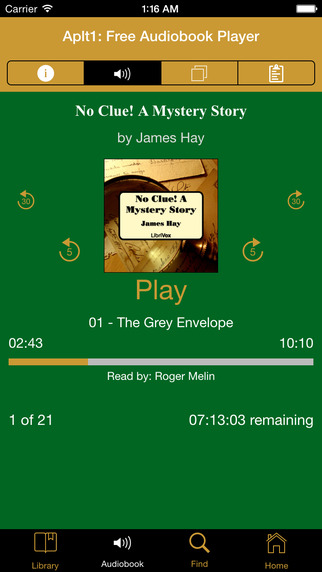 Carrier 1:16 AM
Aplt1: Free Audiobook Player
i
No Clue! A Mystery Story
by James Hay
No Clue! A
Mystery Story
James Hay
LibriVox
30
30
5
5
Play
01 - The Grey Envelope
02:43 10:10
Read by: Roger Melin
1 of 21 07:13:03 remaining
Library Audiobook Find Home